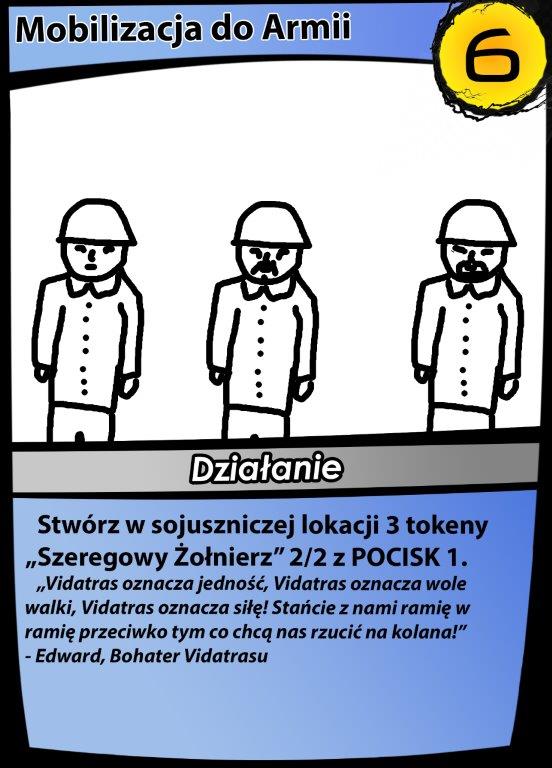 Mobilizacja do Armii
6
Działanie
Stwórz w sojuszniczej lokacji 3 tokeny
„Szeregowy Żołnierz” 2/2 z POCISK 1.
„Vidatras oznacza jedność, Vidatras oznacza wole
walki, Vidatras oznacza siłę! Stańcie z nami ramię w
ramię przeciwko tym co chcą nas rzucić na kolana!”
- Edward, Bohater Vidatrasu